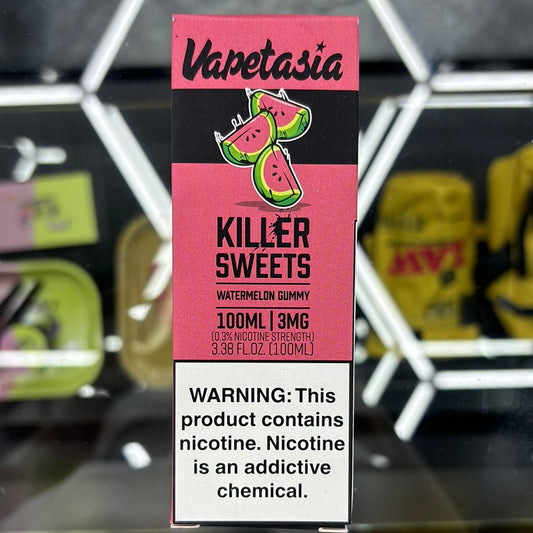 Vapetasia
KILLER
SWEETS
WATERMELON GUMMY
100ML | 3MG
(0.3% NICOTINE STRENGTH)
3.38 FL.OZ. (100ML)
WARNING: This
product contains
nicotine. Nicotine
is an addictive
chemical.
RAW